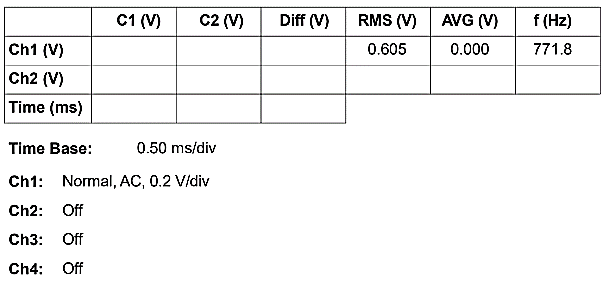 C1 (V) C2 (V) Diff (V) RMS (V) AVG (V) f (Hz)
Ch1 (V) 0.605 0.000 771.8
Ch2 (V)
Time (ms)
Time Base: 0.50 ms/div
Ch1: Normal, AC, 0.2 V/div
Ch2: Off
Ch3: Off
Ch4: Off